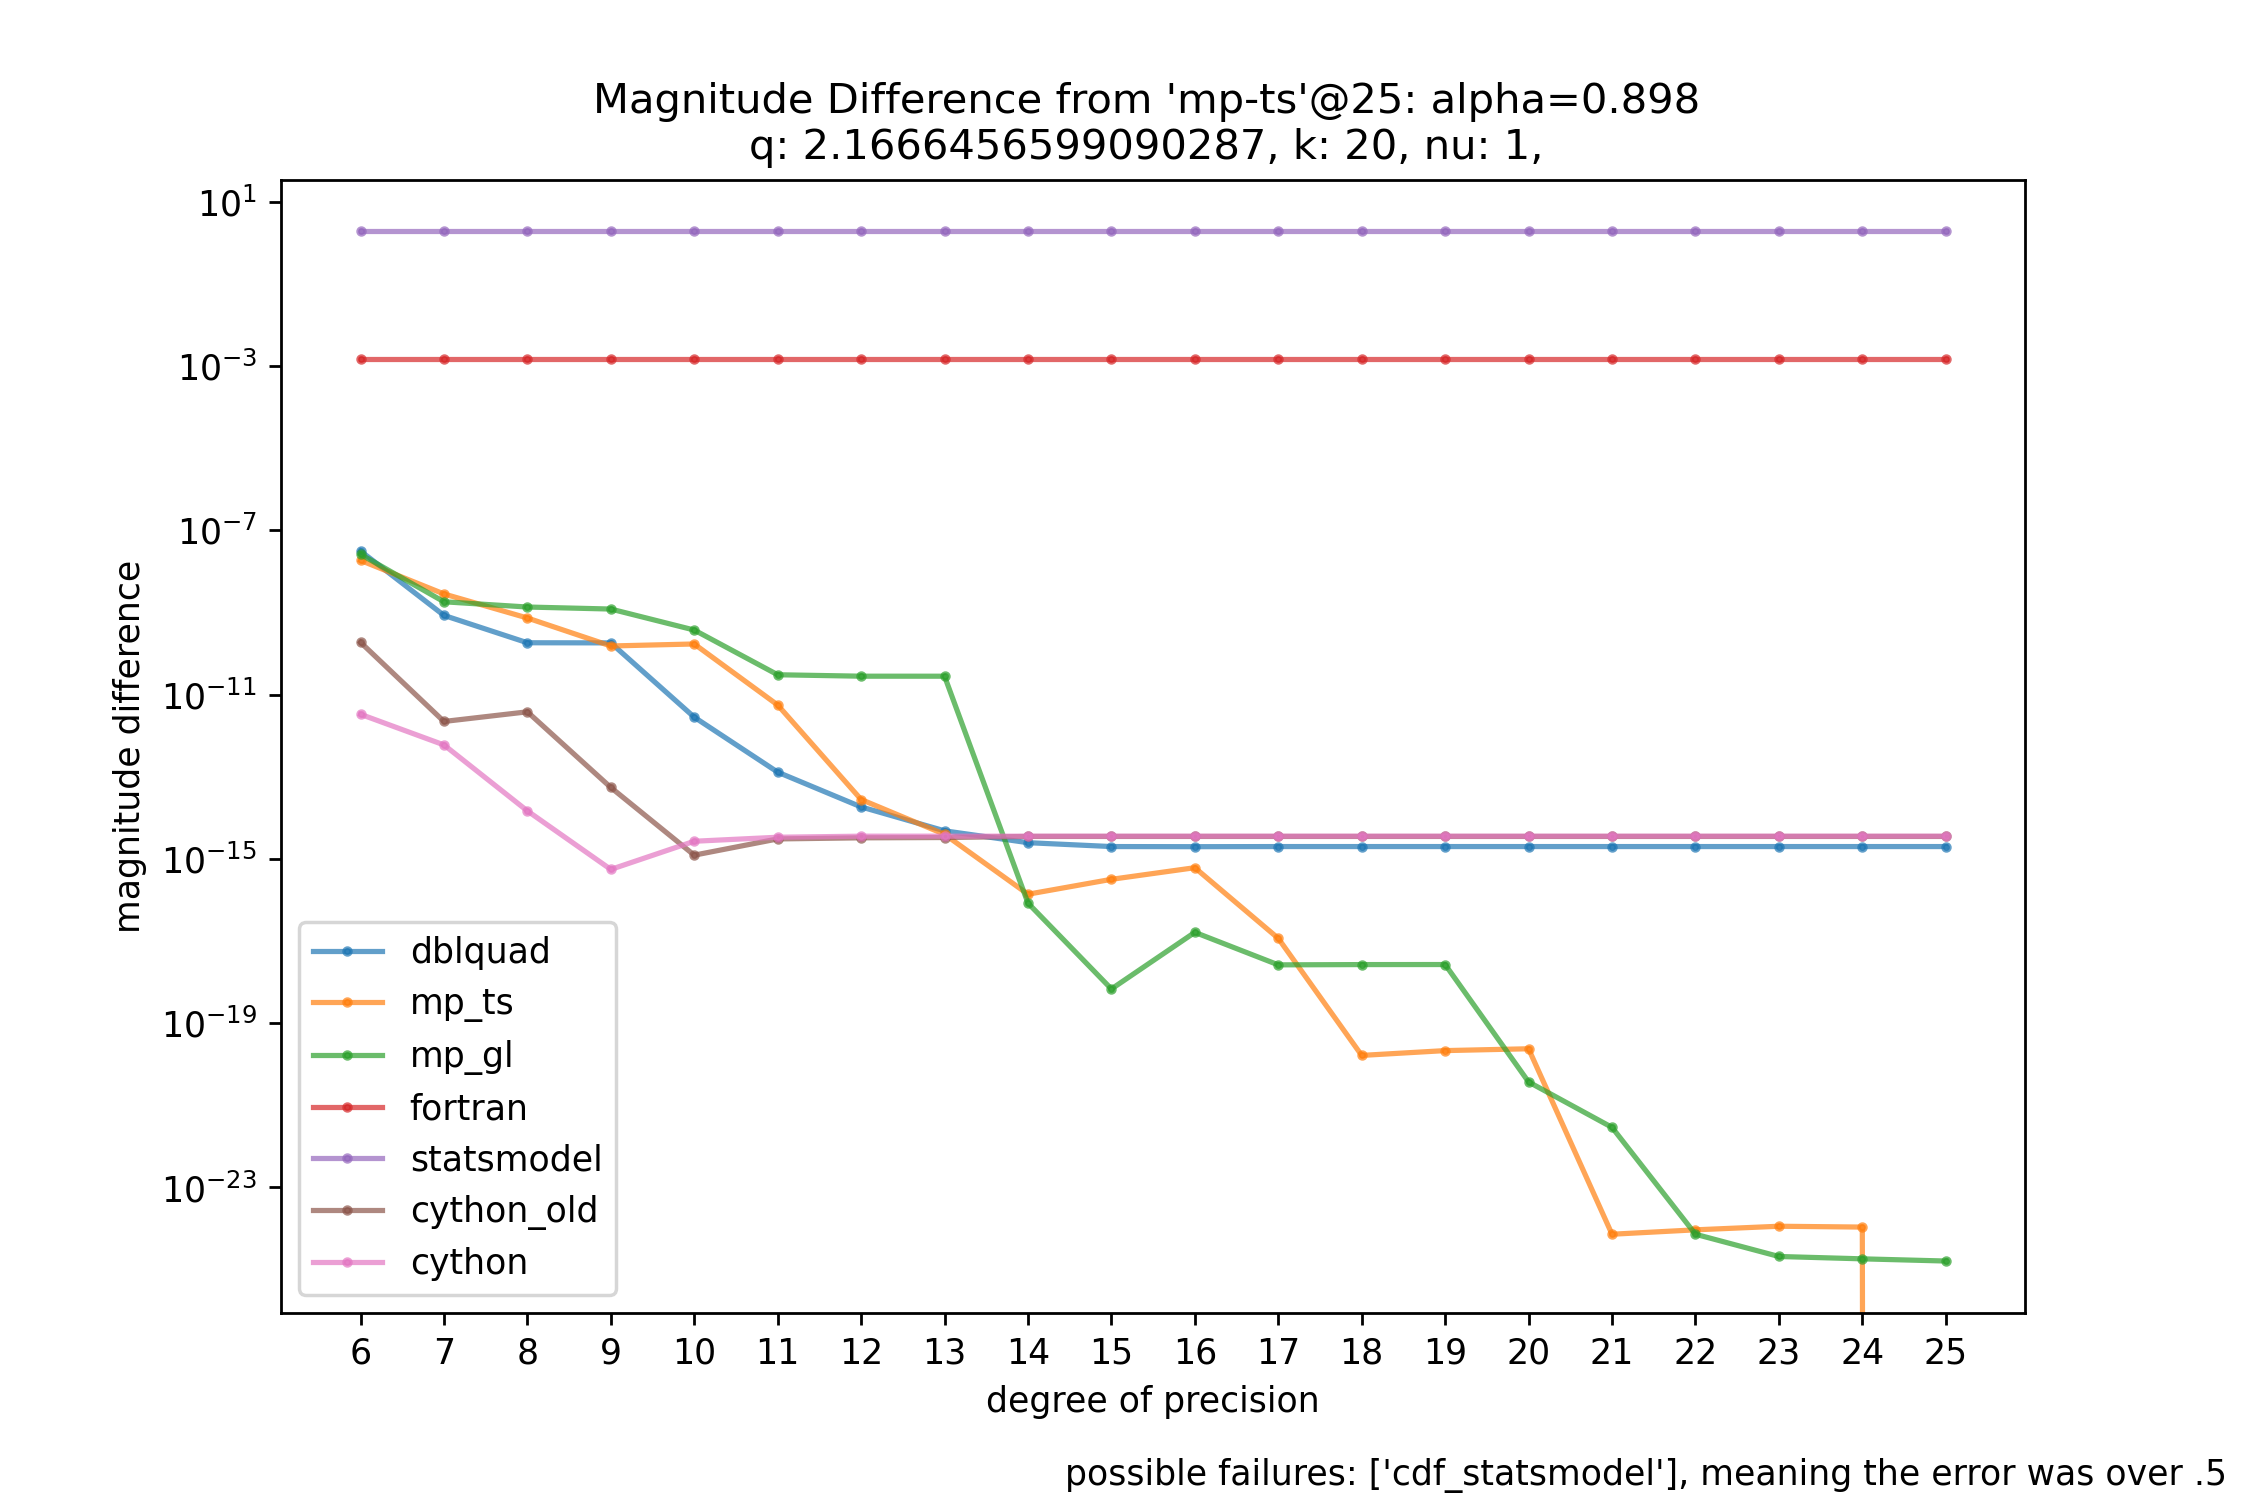 Magnitude Difference from 'mp-ts'@25: alpha=0.898
q: 2.1666456599090287, k: 20, nu: 1,
magnitude difference
10¹
10⁻³
10⁻⁷
10⁻¹¹
10⁻¹⁵
10⁻¹⁹
10⁻²³
dblquad
mp_ts
mp_gl
fortran
statsmodel
cython_old
cython
6 7 8 9 10 11 12 13 14 15 16 17 18 19 20 21 22 23 24 25
degree of precision
possible failures: ['cdf_statsmodel'], meaning the error was over .5